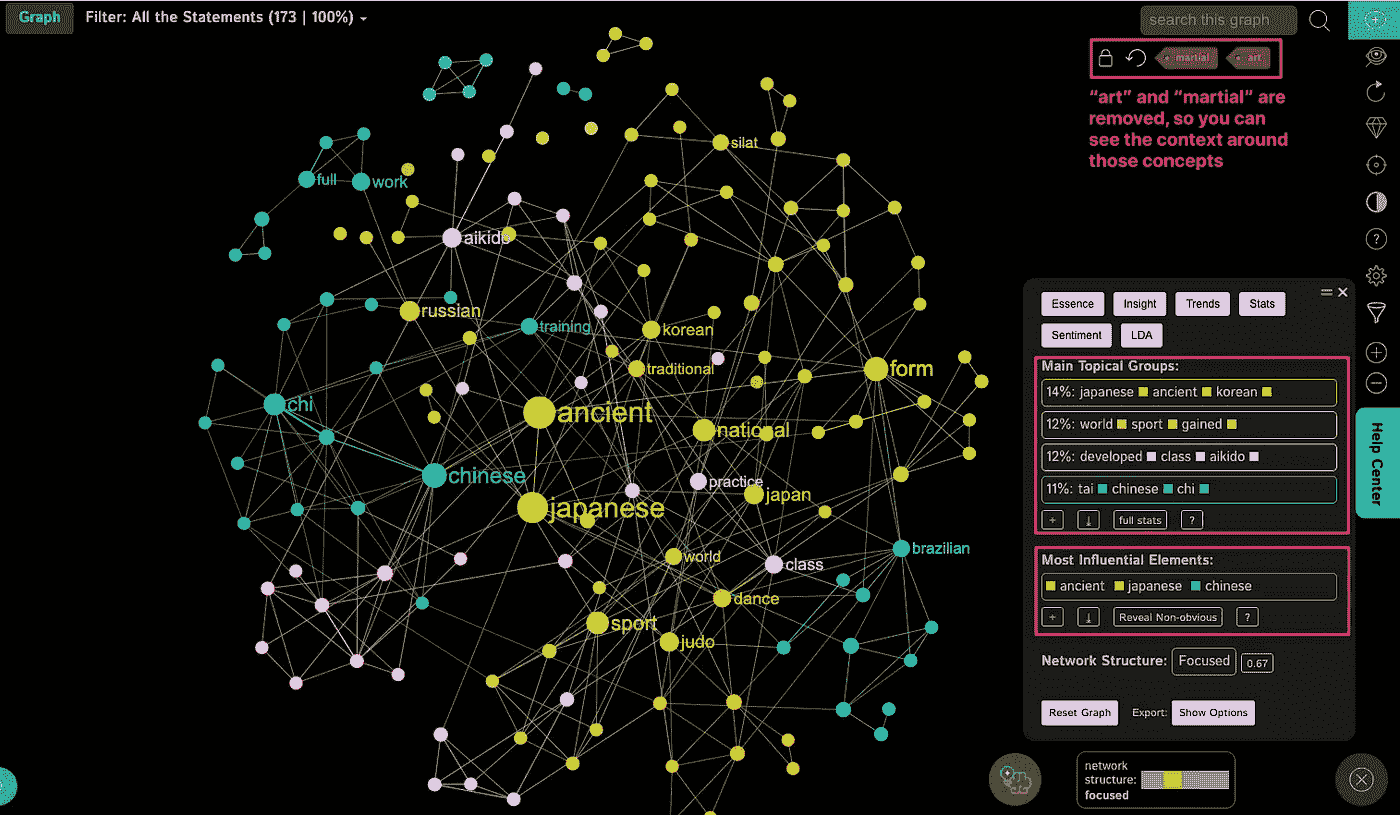 Graph
Filter: All the Statements (173 | 100%)
search this graph
martial
art
“art” and “martial” are
removed, so you can
see the context around
those concepts
silat
full
work
aikido
russian
training
korean
traditional
form
chi
ancient
national
chinese
practice
japan
japanese
brazilian
world
class
dance
sport
judo
Essence
Insight
Trends
Stats
Sentiment
LDA
Main Topical Groups:
14%: japanese ancient korean
12%: world sport gained
12%: developed class aikido
11%: tai chinese chi
+ full stats ?
Most Influential Elements:
ancient japanese chinese
+ Reveal Non-obvious ?
Network Structure: Focused 0.67
Reset Graph Export: Show Options
network
structure:
focused
Help Center